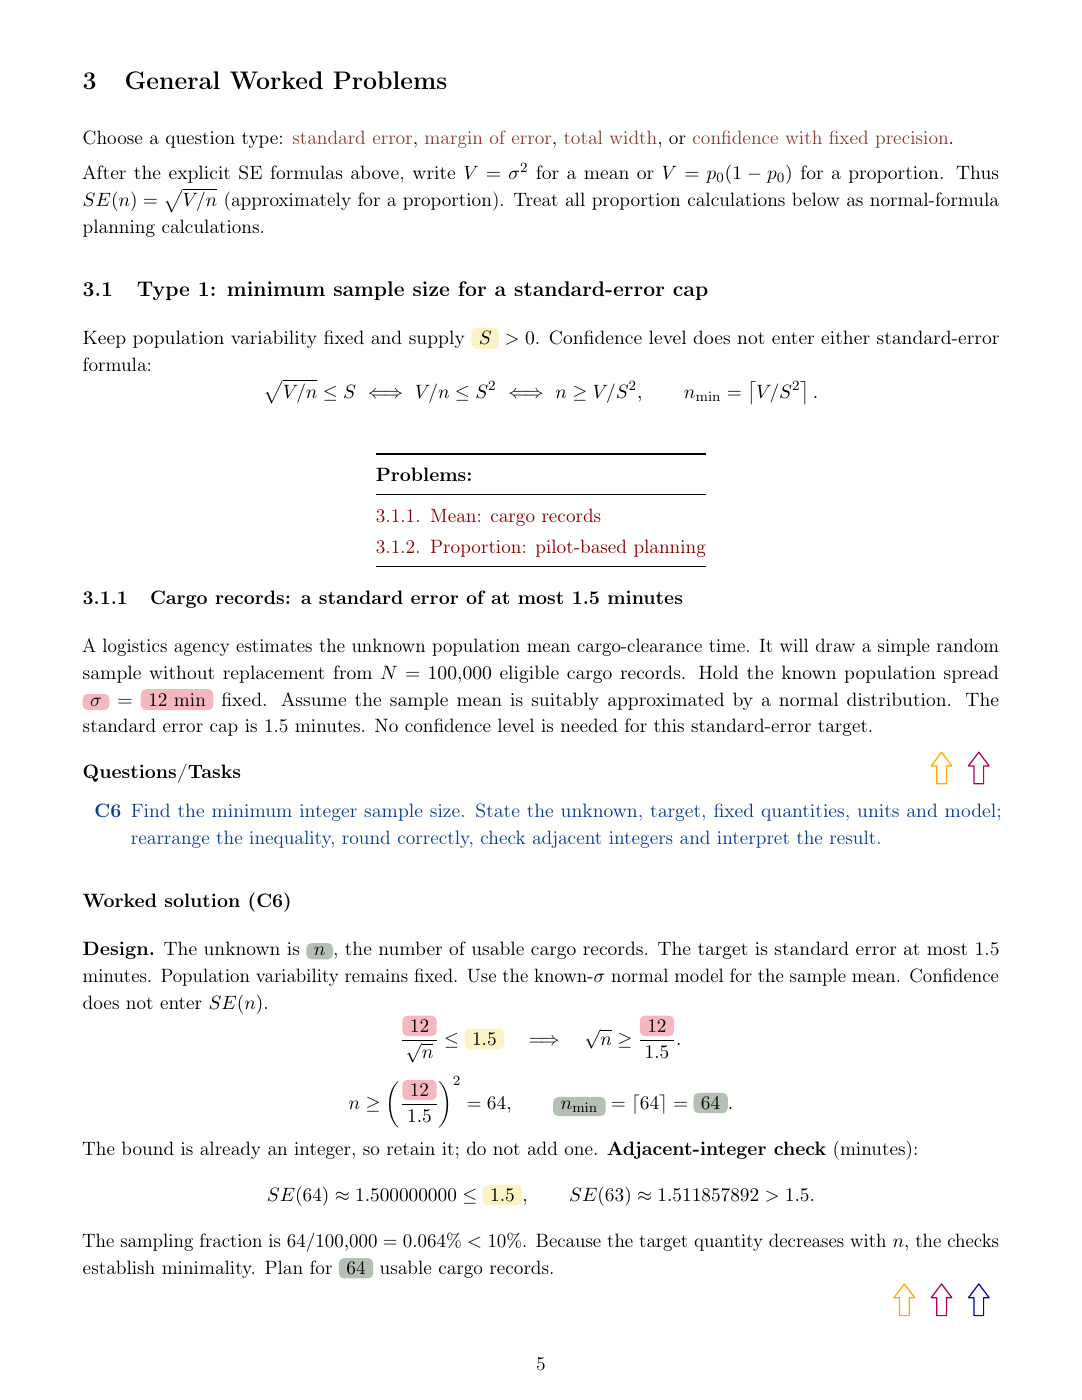 3 General Worked Problems
Choose a question type: standard error, margin of error, total width, or confidence with fixed precision.
After the explicit SE formulas above, write V = σ² for a mean or V = p₀(1 − p₀) for a proportion. Thus
SE(n) = √(V/n) (approximately for a proportion). Treat all proportion calculations below as normal-formula
planning calculations.
3.1 Type 1: minimum sample size for a standard-error cap
Keep population variability fixed and supply S > 0. Confidence level does not enter either standard-error
formula:
√(V/n) ≤ S ⟺ V/n ≤ S² ⟺ n ≥ V/S², n_min = ⌈V/S²⌉.
Problems:
3.1.1. Mean: cargo records
3.1.2. Proportion: pilot-based planning
3.1.1 Cargo records: a standard error of at most 1.5 minutes
A logistics agency estimates the unknown population mean cargo-clearance time. It will draw a simple random
sample without replacement from N = 100,000 eligible cargo records. Hold the known population spread
σ = 12 min fixed. Assume the sample mean is suitably approximated by a normal distribution. The
standard error cap is 1.5 minutes. No confidence level is needed for this standard-error target.
Questions/Tasks
C6 Find the minimum integer sample size. State the unknown, target, fixed quantities, units and model;
rearrange the inequality, round correctly, check adjacent integers and interpret the result.
Worked solution (C6)
Design. The unknown is n, the number of usable cargo records. The target is standard error at most 1.5
minutes. Population variability remains fixed. Use the known-σ normal model for the sample mean. Confidence
does not enter SE(n).
12/√n ≤ 1.5 ⟹ √n ≥ 12/1.5.
n ≥ (12/1.5)² = 64, n_min = ⌈64⌉ = 64.
The bound is already an integer, so retain it; do not add one. Adjacent-integer check (minutes):
SE(64) ≈ 1.500000000 ≤ 1.5, SE(63) ≈ 1.511857892 > 1.5.
The sampling fraction is 64/100,000 = 0.064% < 10%. Because the target quantity decreases with n, the checks
establish minimality. Plan for 64 usable cargo records.
5